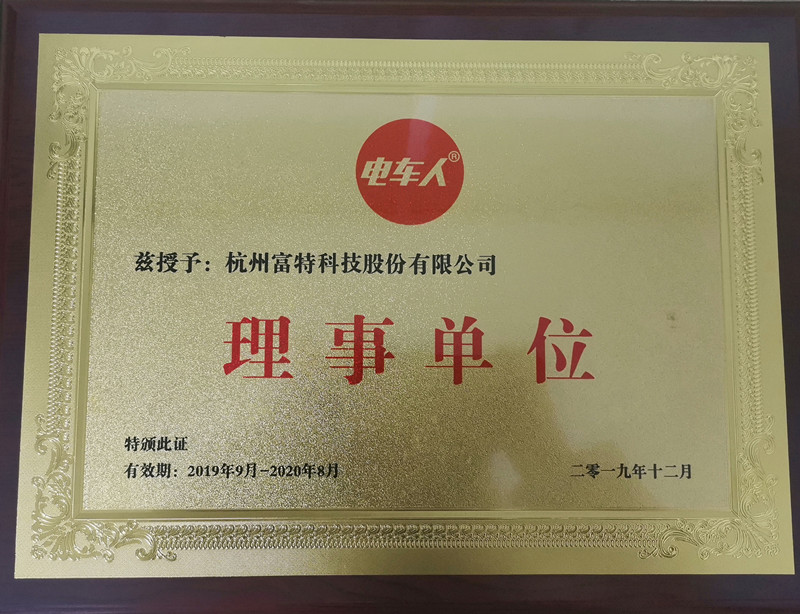 电车人®
兹授予：杭州富特科技股份有限公司
理事单位
特颁此证
有效期：2019年9月-2020年8月
二零一九年十二月